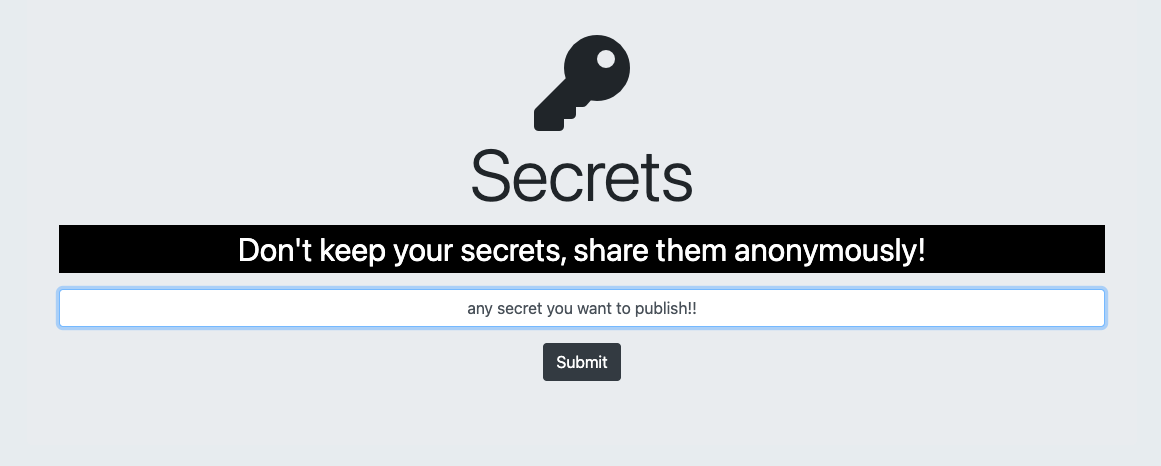 Secrets
Don't keep your secrets, share them anonymously!
any secret you want to publish!!
Submit